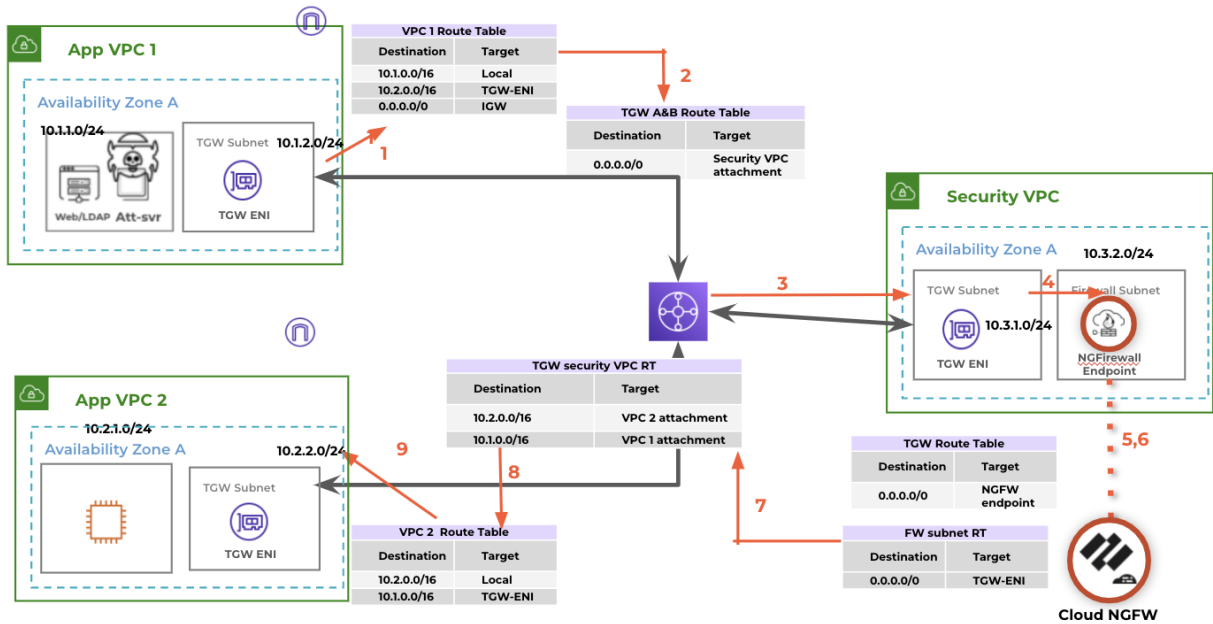 App VPC 1
Availability Zone A
10.1.1.0/24
Web/LDAP
Att-svr
TGW Subnet
10.1.2.0/24
TGW ENI
1
VPC 1 Route Table
Destination Target
10.1.0.0/16 Local
10.2.0.0/16 TGW-ENI
0.0.0.0/0 IGW
2
TGW A&B Route Table
Destination Target
0.0.0.0/0 Security VPC
attachment
Security VPC
Availability Zone A
10.3.2.0/24
TGW Subnet
10.3.1.0/24
TGW ENI
3
4
Firewall Subnet
NGFirewall
Endpoint
5,6
TGW security VPC RT
Destination Target
10.2.0.0/16 VPC 2 attachment
10.1.0.0/16 VPC 1 attachment
App VPC 2
10.2.1.0/24
Availability Zone A
10.2.2.0/24
TGW Subnet
TGW ENI
9
8
7
VPC 2 Route Table
Destination Target
10.2.0.0/16 Local
10.1.0.0/16 TGW-ENI
TGW Route Table
Destination Target
0.0.0.0/0 NGFW
endpoint
FW subnet RT
Destination Target
0.0.0.0/0 TGW-ENI
Cloud NGFW